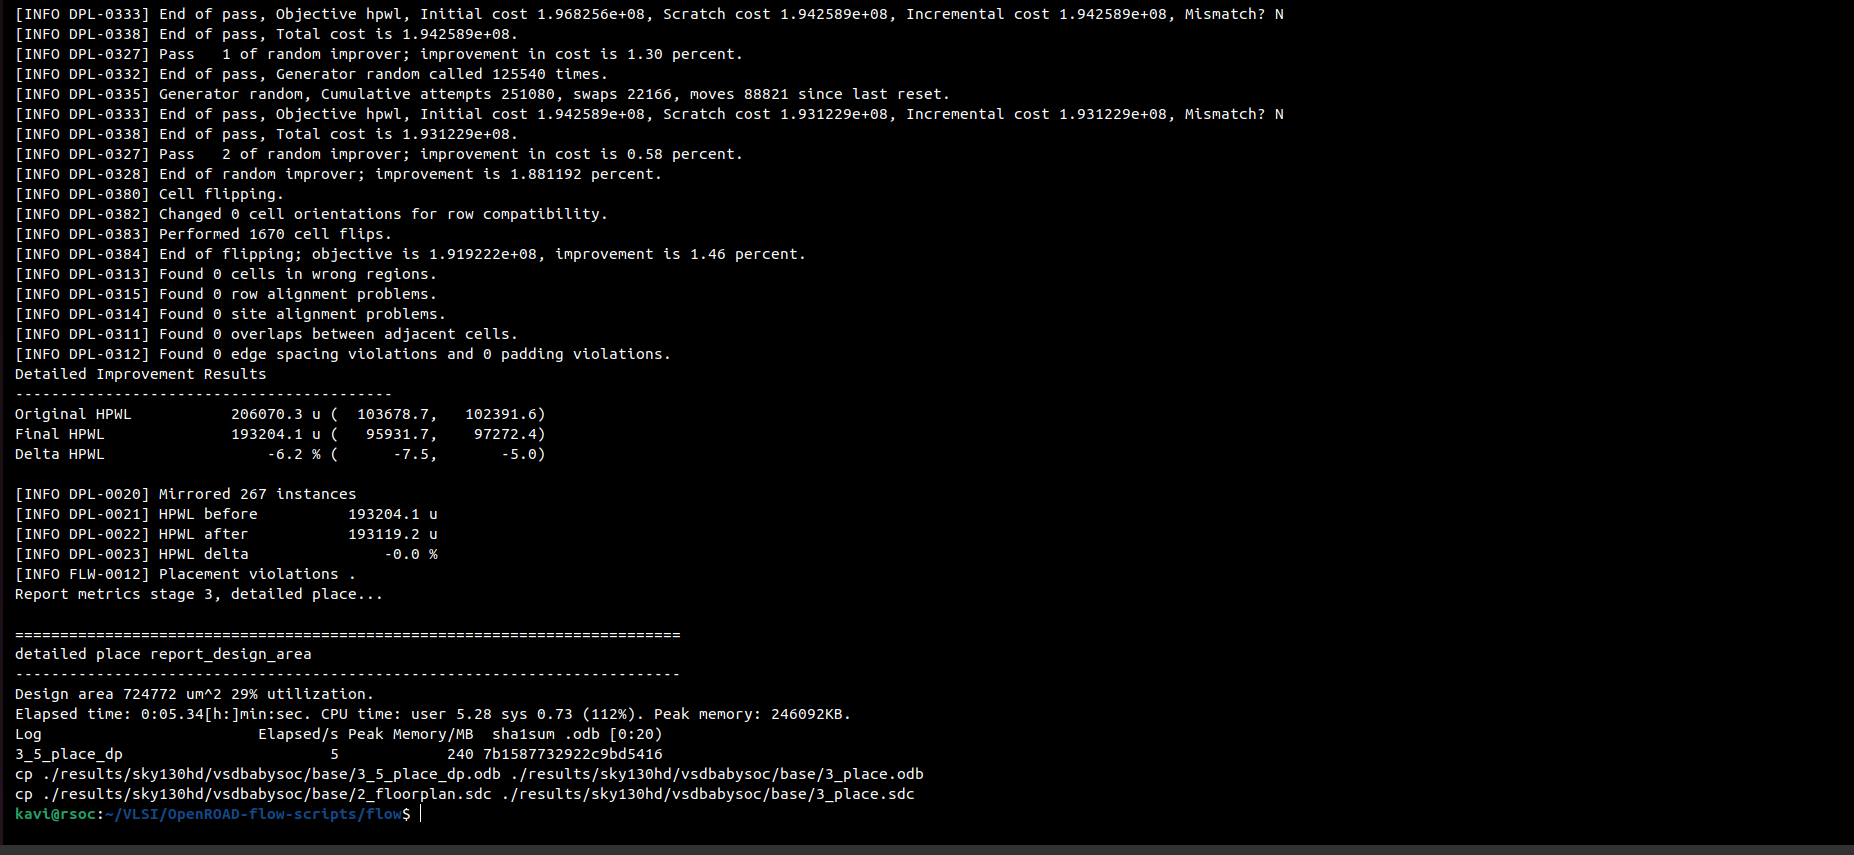 [INFO DPL-0333] End of pass, Objective hpwl, Initial cost 1.968256e+08, Scratch cost 1.942589e+08, Incremental cost 1.942589e+08, Mismatch? N
[INFO DPL-0338] End of pass, Total cost is 1.942589e+08.
[INFO DPL-0327] Pass   1 of random improver; improvement in cost is 1.30 percent.
[INFO DPL-0332] End of pass, Generator random called 125540 times.
[INFO DPL-0335] Generator random, Cumulative attempts 251080, swaps 22166, moves 88821 since last reset.
[INFO DPL-0333] End of pass, Objective hpwl, Initial cost 1.942589e+08, Scratch cost 1.931229e+08, Incremental cost 1.931229e+08, Mismatch? N
[INFO DPL-0338] End of pass, Total cost is 1.931229e+08.
[INFO DPL-0327] Pass   2 of random improver; improvement in cost is 0.58 percent.
[INFO DPL-0328] End of random improver; improvement is 1.881192 percent.
[INFO DPL-0380] Cell flipping.
[INFO DPL-0382] Changed 0 cell orientations for row compatibility.
[INFO DPL-0383] Performed 1670 cell flips.
[INFO DPL-0384] End of flipping; objective is 1.919222e+08, improvement is 1.46 percent.
[INFO DPL-0313] Found 0 cells in wrong regions.
[INFO DPL-0315] Found 0 row alignment problems.
[INFO DPL-0314] Found 0 site alignment problems.
[INFO DPL-0311] Found 0 overlaps between adjacent cells.
[INFO DPL-0312] Found 0 edge spacing violations and 0 padding violations.
Detailed Improvement Results
------------------------------------------
Original HPWL           206070.3 u (  103678.7,   102391.6)
Final HPWL              193204.1 u (   95931.7,    97272.4)
Delta HPWL                  -6.2 % (      -7.5,       -5.0)
[INFO DPL-0020] Mirrored 267 instances
[INFO DPL-0021] HPWL before          193204.1 u
[INFO DPL-0022] HPWL after           193119.2 u
[INFO DPL-0023] HPWL delta               -0.0 %
[INFO FLW-0012] Placement violations .
Report metrics stage 3, detailed place...
==========================================================================
detailed place report_design_area
--------------------------------------------------------------------------
Design area 724772 um^2 29% utilization.
Elapsed time: 0:05.34[h:]min:sec. CPU time: user 5.28 sys 0.73 (112%). Peak memory: 246092KB.
Log                        Elapsed/s Peak Memory/MB  sha1sum .odb [0:20)
3_5_place_dp                       5            240 7b1587732922c9bd5416
cp ./results/sky130hd/vsdbabysoc/base/3_5_place_dp.odb ./results/sky130hd/vsdbabysoc/base/3_place.odb
cp ./results/sky130hd/vsdbabysoc/base/2_floorplan.sdc ./results/sky130hd/vsdbabysoc/base/3_place.sdc
kavi@rsoc:~/VLSI/OpenROAD-flow-scripts/flow$